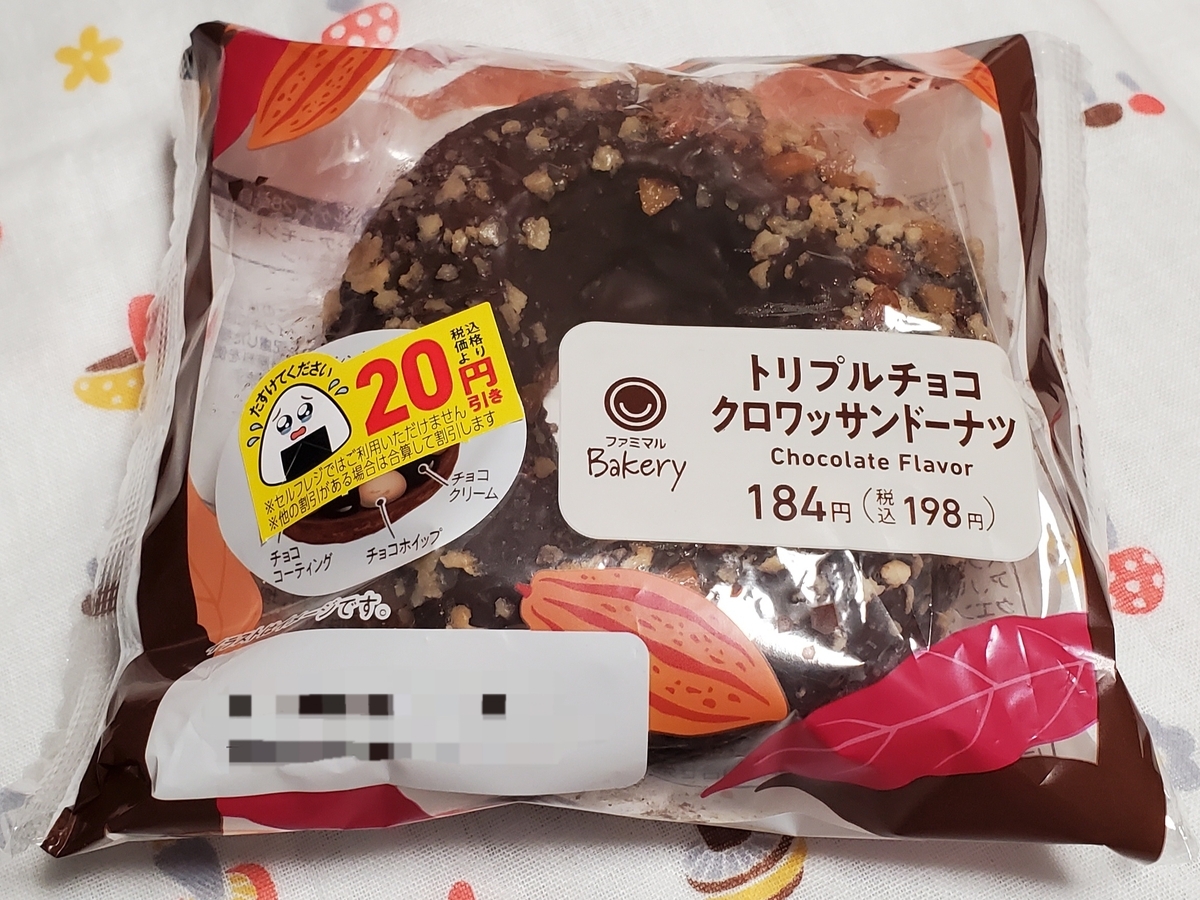 たすけてください
20円引き
税込価格より
※セルフレジではご利用いただけません
※他の割引がある場合は合算して割引します
チョコ
クリーム
チョコホイップ
チョコ
コーティング
です。
ファミマル
Bakery
トリプルチョコ
クロワッサンドーナツ
Chocolate Flavor
184円(税込198円)